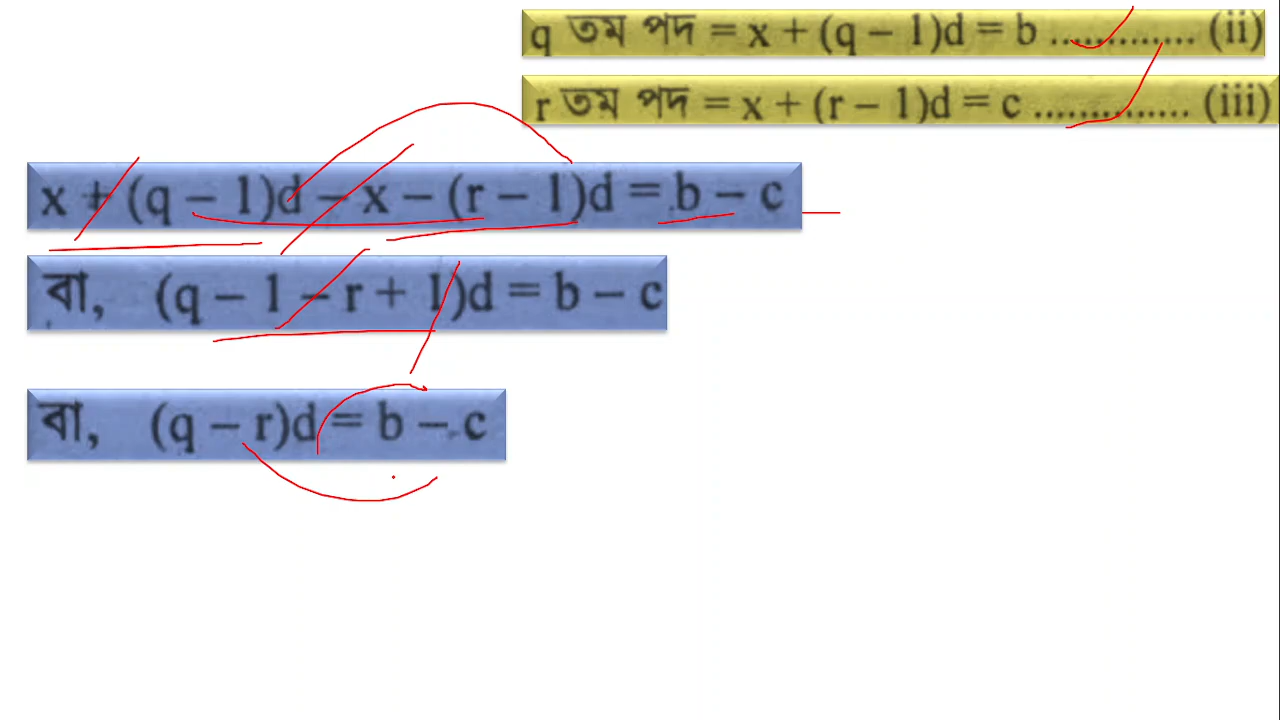 q তম পদ = x + (q − 1)d = b ............. (ii)
r তম পদ = x + (r − 1)d = c .............. (iii)
x + (q − 1)d − x − (r − 1)d = b − c
বা, (q − 1 − r + 1)d = b − c
বা, (q − r)d = b − c